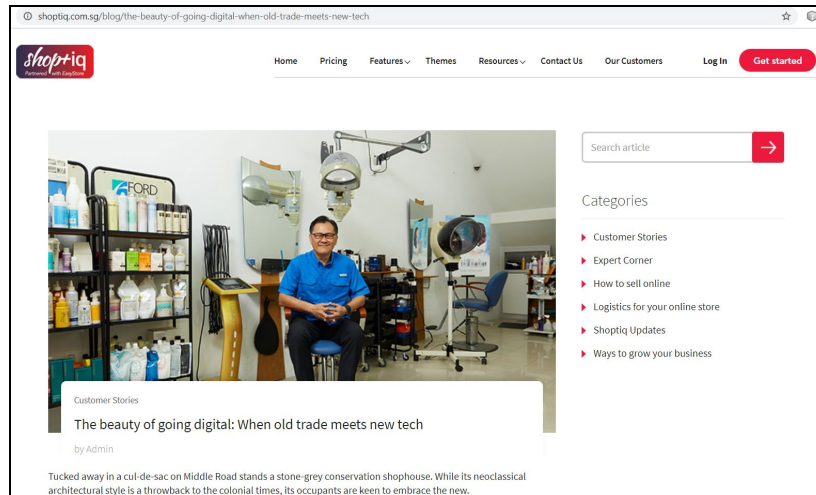 shoptiq.com.sg/blog/the-beauty-of-going-digital-when-old-trade-meets-new-tech
shoptiq
Partnered with EasyStore
Home Pricing Features Themes Resources Contact Us Our Customers Log In Get started
FORD
Search article
Categories
Customer Stories
Expert Corner
How to sell online
Logistics for your online store
Shoptiq Updates
Ways to grow your business
Customer Stories
The beauty of going digital: When old trade meets new tech
by Admin
Tucked away in a cul-de-sac on Middle Road stands a stone-grey conservation shophouse. While its neoclassical
architectural style is a throwback to the colonial times, its occupants are keen to embrace the new.